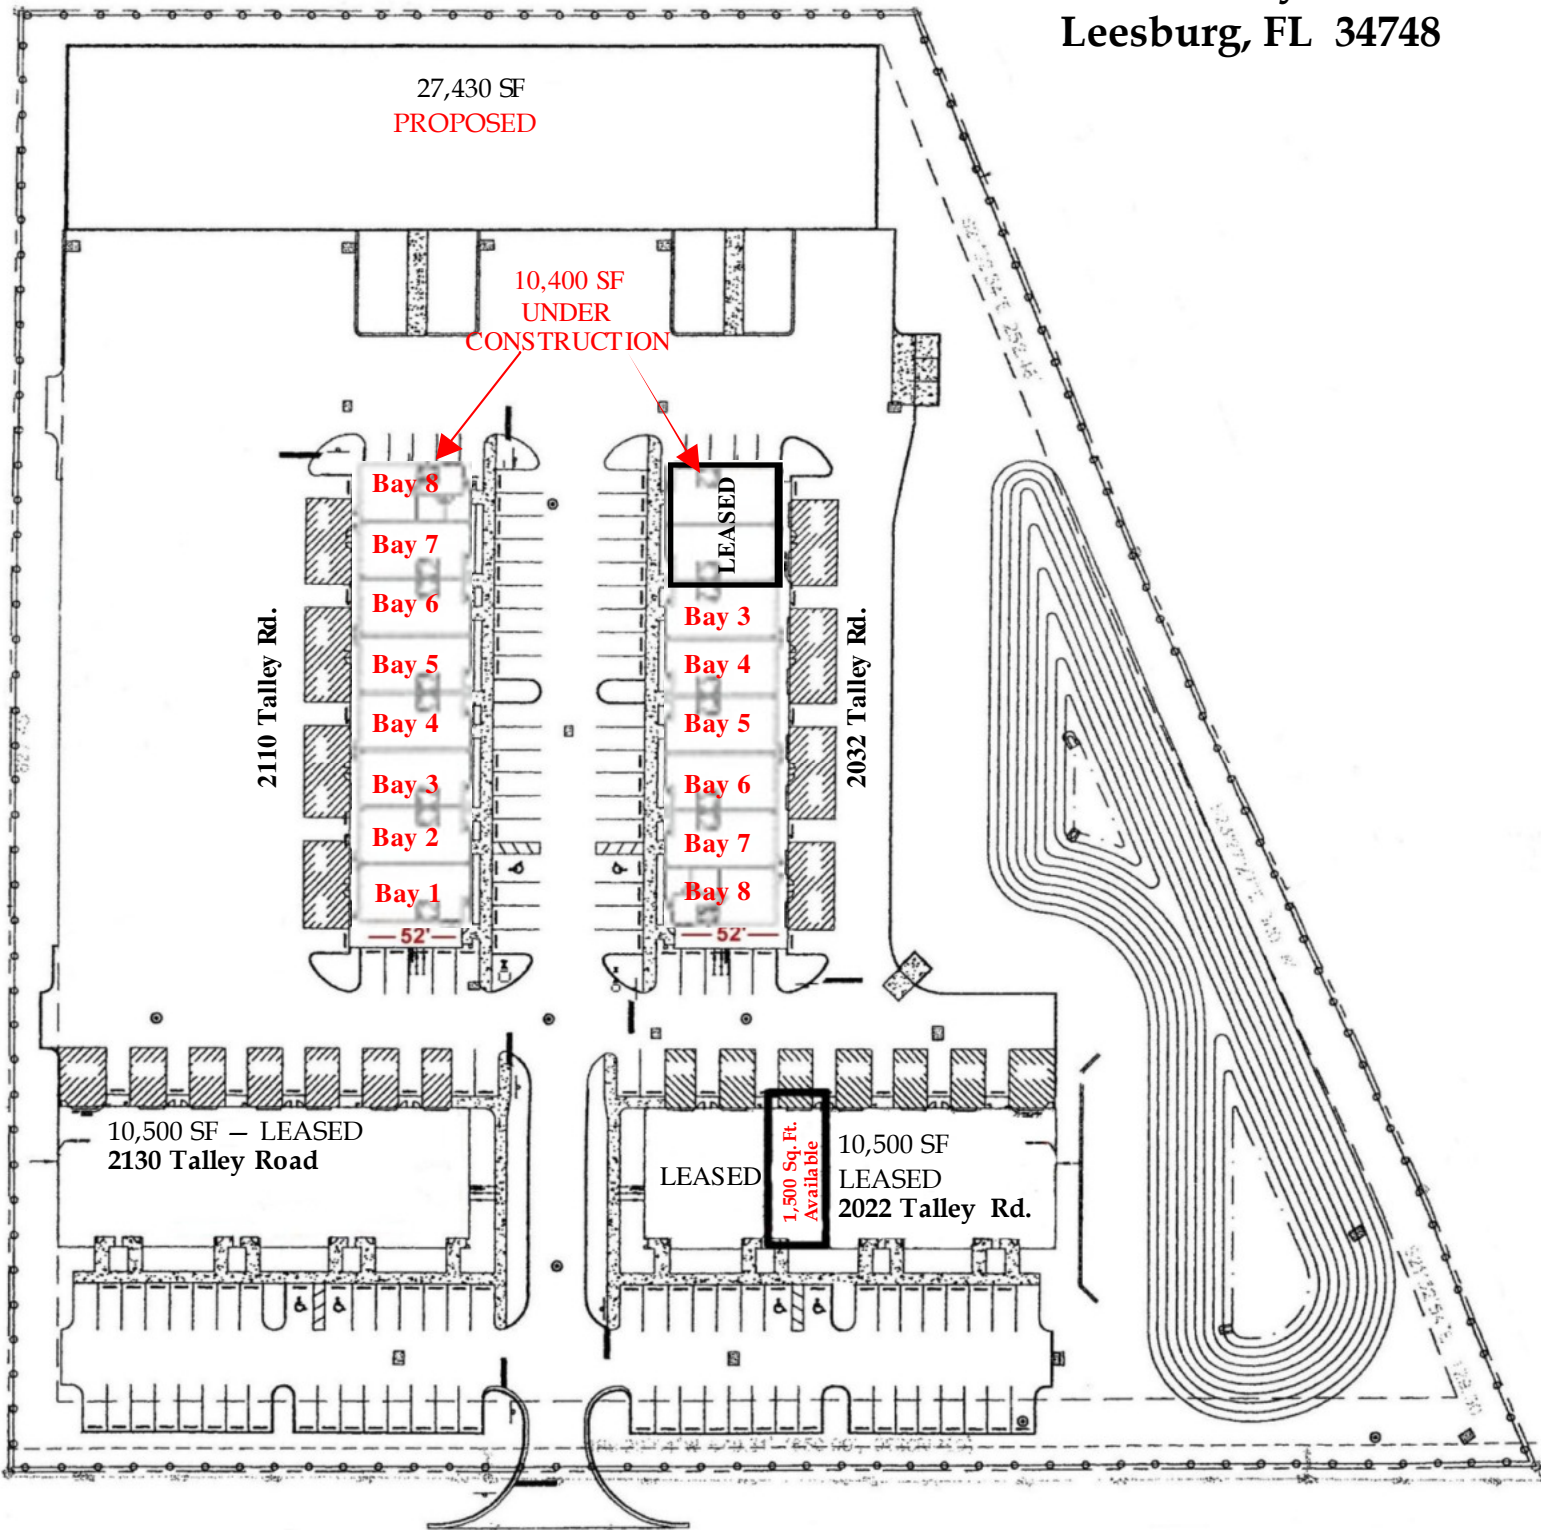 Leesburg, FL 34748
27,430 SF
PROPOSED
10,400 SF
UNDER
CONSTRUCTION
Bay 8
Bay 7
Bay 6
Bay 5
Bay 4
Bay 3
Bay 2
Bay 1
52'
2110 Talley Rd.
LEASED
Bay 3
Bay 4
Bay 5
Bay 6
Bay 7
Bay 8
52'
2032 Talley Rd.
10,500 SF – LEASED
2130 Talley Road
LEASED
1,500 Sq. Ft.
Available
10,500 SF
LEASED
2022 Talley Rd.